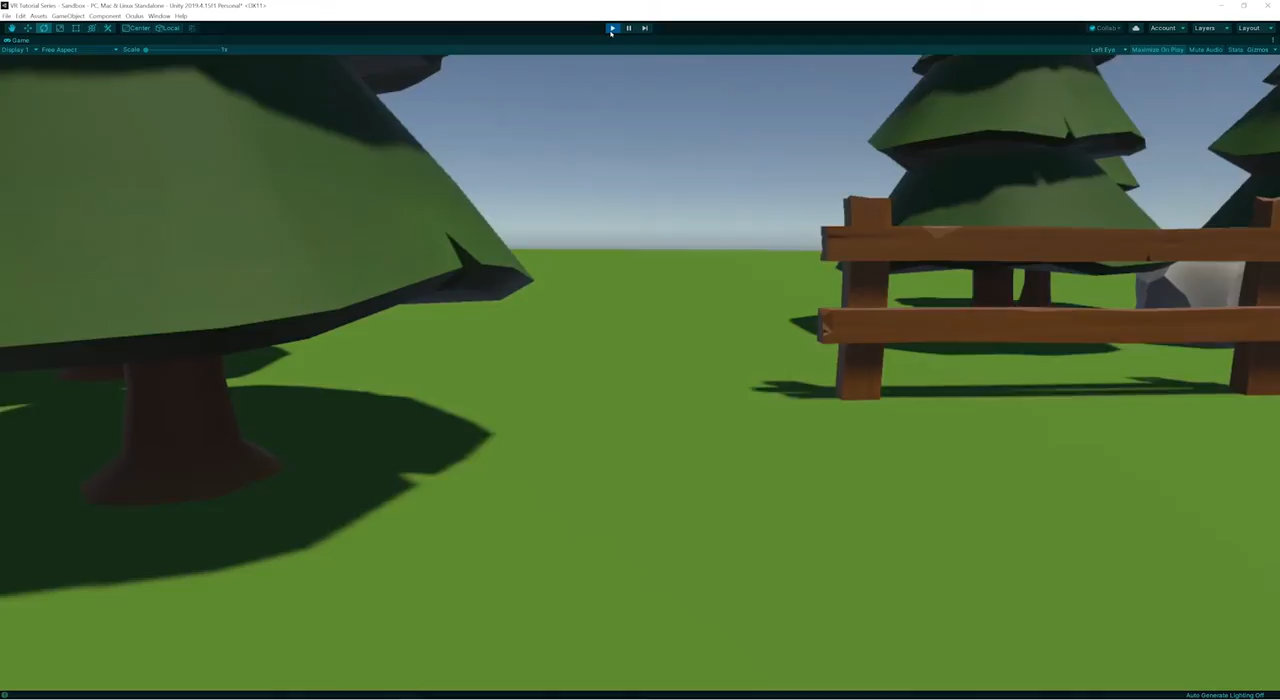 VR Tutorial Series - Sandbox - PC, Mac & Linux Standalone - Unity 2019.4.15f1 Personal* <DX11>
File Edit Assets GameObject Component Oculus Window Help
Center Local Collab Account Layers Layout
Game
Display 1 Free Aspect Scale 1x Left Eye Maximize On Play Mute Audio Stats Gizmos
Auto Generate Lighting Off